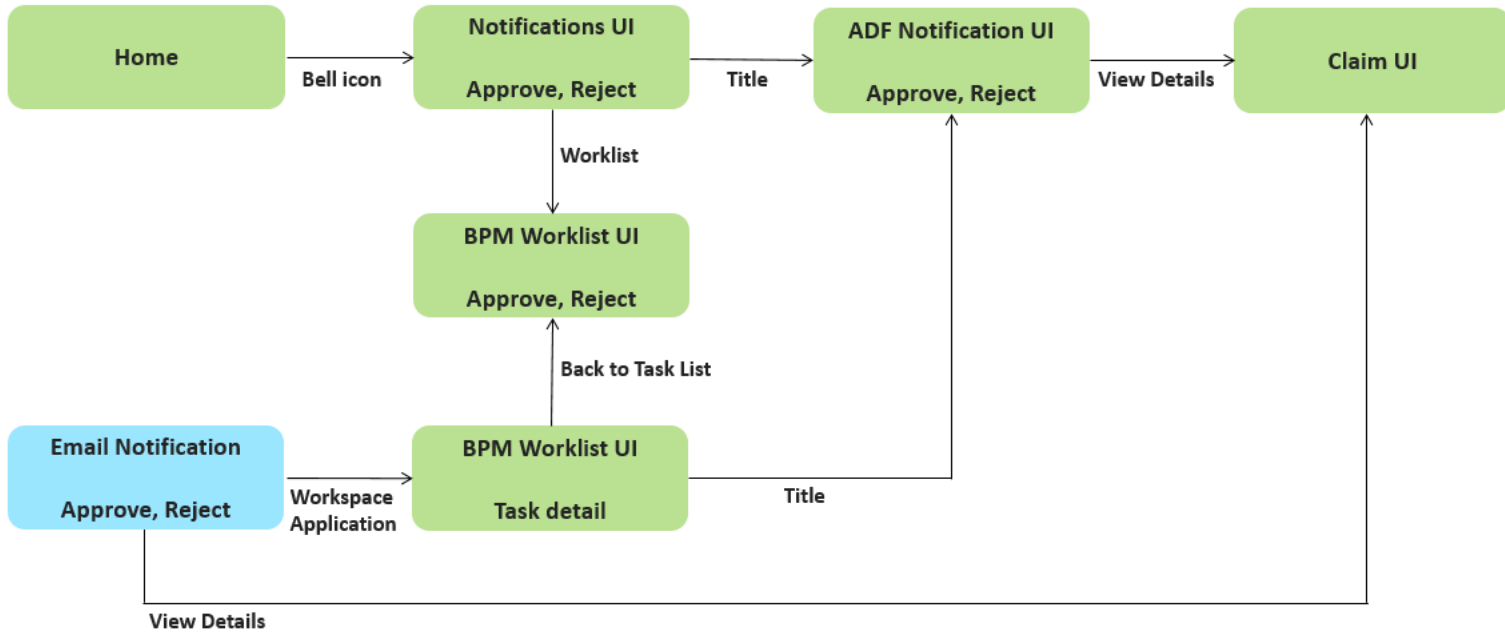 Home
Bell icon
Notifications UI
Approve, Reject
Title
ADF Notification UI
Approve, Reject
View Details
Claim UI
Worklist
BPM Worklist UI
Approve, Reject
Back to Task List
Email Notification
Approve, Reject
Workspace
Application
BPM Worklist UI
Task detail
Title
View Details